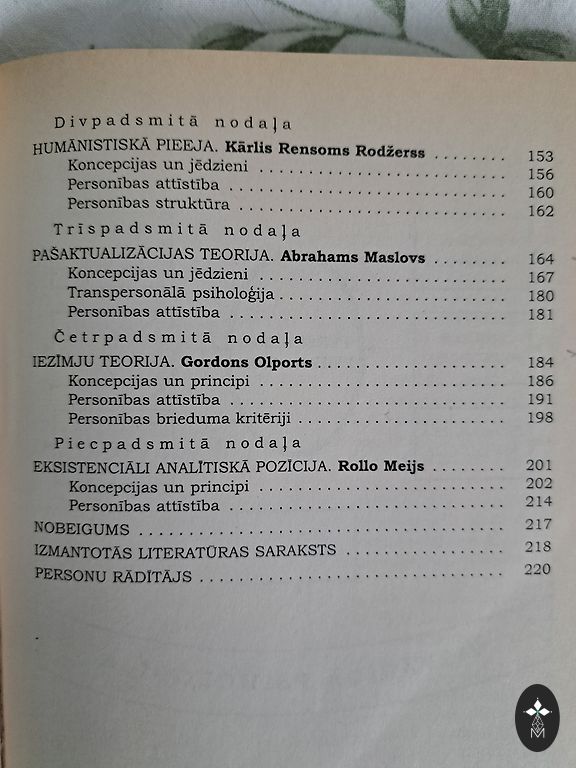 Divpadsmitā nodaļa
HUMĀNISTISKĀ PIEEJA. Kārlis Rensoms Rodžerss ........ 153
Koncepcijas un jēdzieni ......................... 156
Personības attīstība ............................ 160
Personības struktūra ........................... 162
Trīspadsmitā nodaļa
PAŠAKTUALIZĀCIJAS TEORIJA. Abrahams Maslovs ........ 164
Koncepcijas un jēdzieni ......................... 167
Transpersonālā psiholoģija ....................... 180
Personības attīstība ............................ 181
Četrpadsmitā nodaļa
IEZĪMJU TEORIJA. Gordons Olports ................... 184
Koncepcijas un principi ......................... 186
Personības attīstība ............................ 191
Personības brieduma kritēriji ..................... 198
Piecpadsmitā nodaļa
EKSISTENCIĀLI ANALĪTISKĀ POZĪCIJA. Rollo Meijs ........ 201
Koncepcijas un principi ......................... 202
Personības attīstība ............................ 214
NOBEIGUMS ..................................... 217
IZMANTOTĀS LITERATŪRAS SARAKSTS ................ 218
PERSONU RĀDĪTĀJS ............................... 220
M